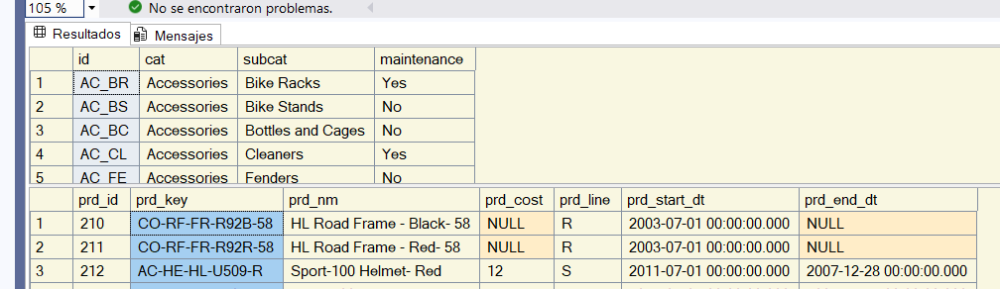 105 % No se encontraron problemas.
Resultados Mensajes
id cat subcat maintenance
1 AC_BR Accessories Bike Racks Yes
2 AC_BS Accessories Bike Stands No
3 AC_BC Accessories Bottles and Cages No
4 AC_CL Accessories Cleaners Yes
5 AC_FE Accessories Fenders No
prd_id prd_key prd_nm prd_cost prd_line prd_start_dt prd_end_dt
1 210 CO-RF-FR-R92B-58 HL Road Frame - Black- 58 NULL R 2003-07-01 00:00:00.000 NULL
2 211 CO-RF-FR-R92R-58 HL Road Frame - Red- 58 NULL R 2003-07-01 00:00:00.000 NULL
3 212 AC-HE-HL-U509-R Sport-100 Helmet- Red 12 S 2011-07-01 00:00:00.000 2007-12-28 00:00:00.000